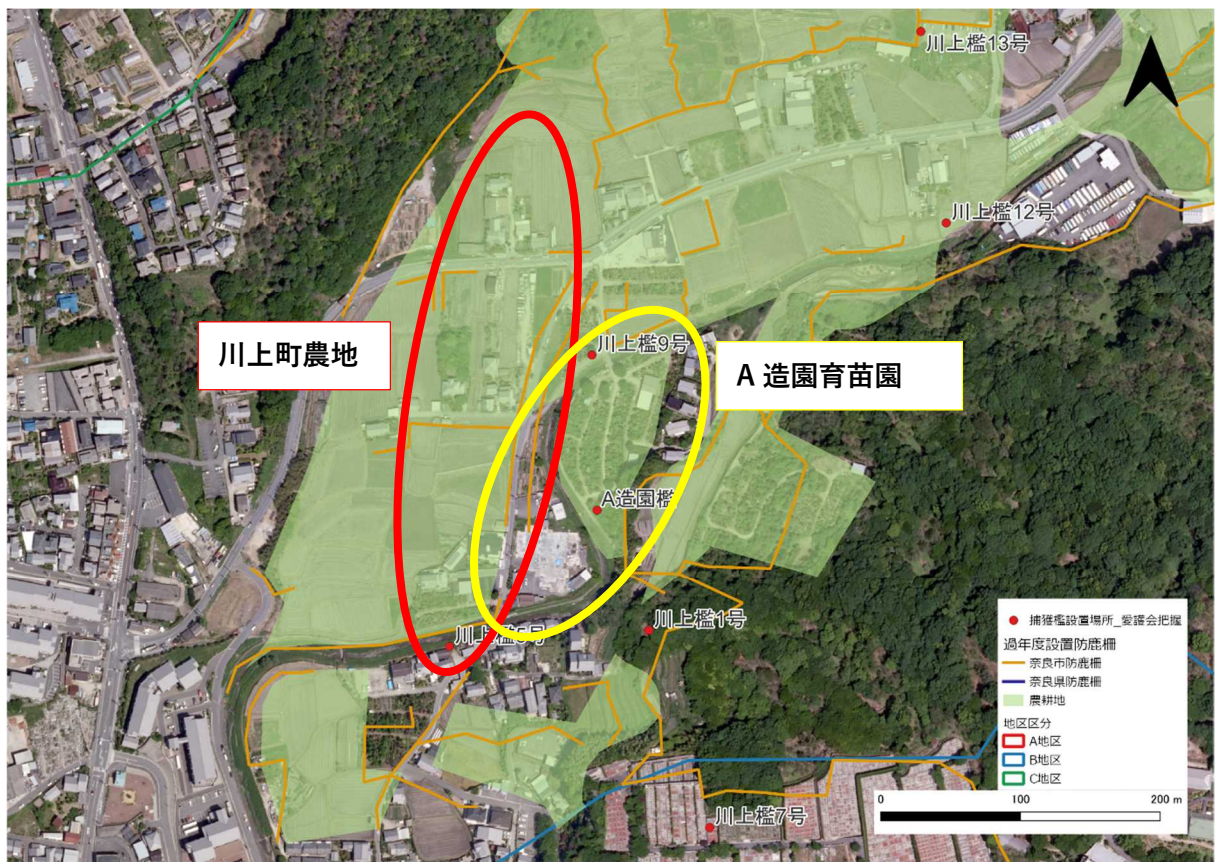 川上檻13号
川上檻12号
川上町農地
川上檻9号
A 造園育苗園
A造園檻
川上檻1号
川上檻5号
川上檻7号
捕獲檻設置場所_愛護会把握
過年度設置防鹿柵
奈良市防鹿柵
奈良県防鹿柵
農耕地
地区区分
A地区
B地区
C地区
0 100 200 m